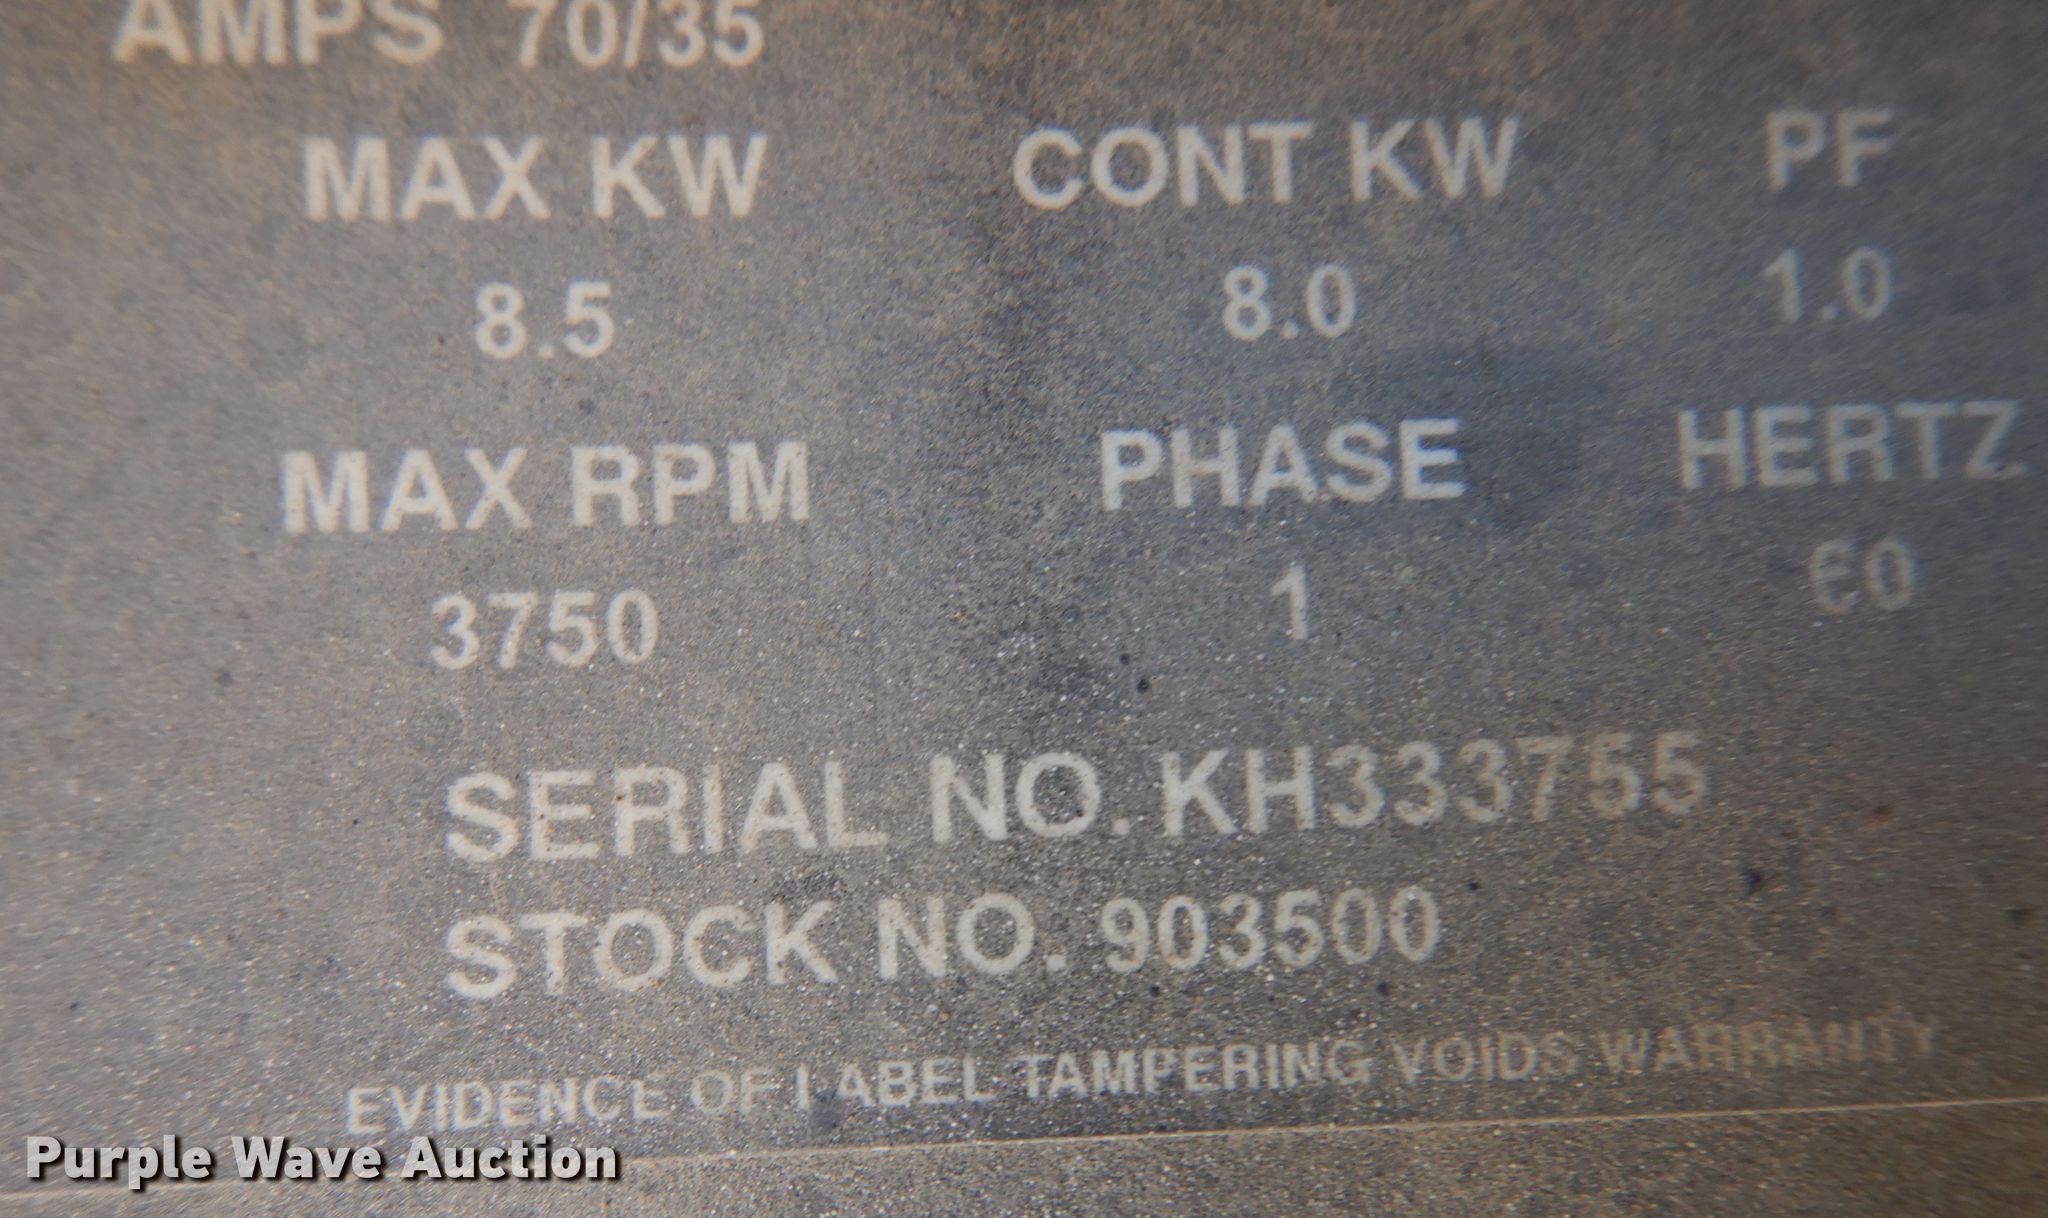 AMPS 70/35
MAX KW CONT KW PF
8.5 8.0 1.0
MAX RPM PHASE HERTZ
3750 1 60
SERIAL NO. KH333755
STOCK NO. 903500
EVIDENCE OF LABEL TAMPERING VOIDS WARRANTY
Purple Wave Auction